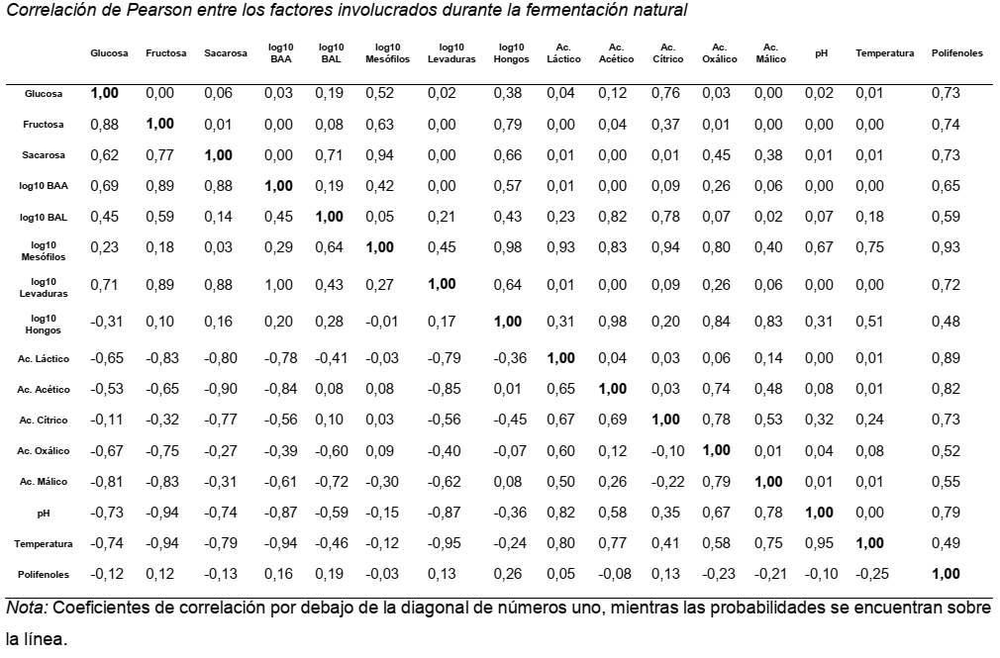 Correlación de Pearson entre los factores involucrados durante la fermentación natural
Glucosa Fructosa Sacarosa log10 BAA log10 BAL log10 Mesófilos log10 Levaduras log10 Hongos Ac. Láctico Ac. Acético Ac. Cítrico Ac. Oxálico Ac. Málico pH Temperatura Polifenoles
Glucosa 1,00 0,00 0,06 0,03 0,19 0,52 0,02 0,38 0,04 0,12 0,76 0,03 0,00 0,02 0,01 0,73
Fructosa 0,88 1,00 0,01 0,00 0,08 0,63 0,00 0,79 0,00 0,04 0,37 0,01 0,00 0,00 0,00 0,74
Sacarosa 0,62 0,77 1,00 0,00 0,71 0,94 0,00 0,66 0,01 0,00 0,01 0,45 0,38 0,01 0,01 0,73
log10 BAA 0,69 0,89 0,88 1,00 0,19 0,42 0,00 0,57 0,01 0,00 0,09 0,26 0,06 0,00 0,00 0,65
log10 BAL 0,45 0,59 0,14 0,45 1,00 0,05 0,21 0,43 0,23 0,82 0,78 0,07 0,02 0,07 0,18 0,59
log10 Mesófilos 0,23 0,18 0,03 0,29 0,64 1,00 0,45 0,98 0,93 0,83 0,94 0,80 0,40 0,67 0,75 0,93
log10 Levaduras 0,71 0,89 0,88 1,00 0,43 0,27 1,00 0,64 0,01 0,00 0,09 0,26 0,06 0,00 0,00 0,72
log10 Hongos -0,31 0,10 0,16 0,20 0,28 -0,01 0,17 1,00 0,31 0,98 0,20 0,84 0,83 0,31 0,51 0,48
Ac. Láctico -0,65 -0,83 -0,80 -0,78 -0,41 -0,03 -0,79 -0,36 1,00 0,04 0,03 0,06 0,14 0,00 0,01 0,89
Ac. Acético -0,53 -0,65 -0,90 -0,84 0,08 0,08 -0,85 0,01 0,65 1,00 0,03 0,74 0,48 0,08 0,01 0,82
Ac. Cítrico -0,11 -0,32 -0,77 -0,56 0,10 0,03 -0,56 -0,45 0,67 0,69 1,00 0,78 0,53 0,32 0,24 0,73
Ac. Oxálico -0,67 -0,75 -0,27 -0,39 -0,60 0,09 -0,40 -0,07 0,60 0,12 -0,10 1,00 0,01 0,04 0,08 0,52
Ac. Málico -0,81 -0,83 -0,31 -0,61 -0,72 -0,30 -0,62 0,08 0,50 0,26 -0,22 0,79 1,00 0,01 0,01 0,55
pH -0,73 -0,94 -0,74 -0,87 -0,59 -0,15 -0,87 -0,36 0,82 0,58 0,35 0,67 0,78 1,00 0,00 0,79
Temperatura -0,74 -0,94 -0,79 -0,94 -0,46 -0,12 -0,95 -0,24 0,80 0,77 0,41 0,58 0,75 0,95 1,00 0,49
Polifenoles -0,12 0,12 -0,13 0,16 0,19 -0,03 0,13 0,26 0,05 -0,08 0,13 -0,23 -0,21 -0,10 -0,25 1,00
Nota: Coeficientes de correlación por debajo de la diagonal de números uno, mientras las probabilidades se encuentran sobre
la línea.